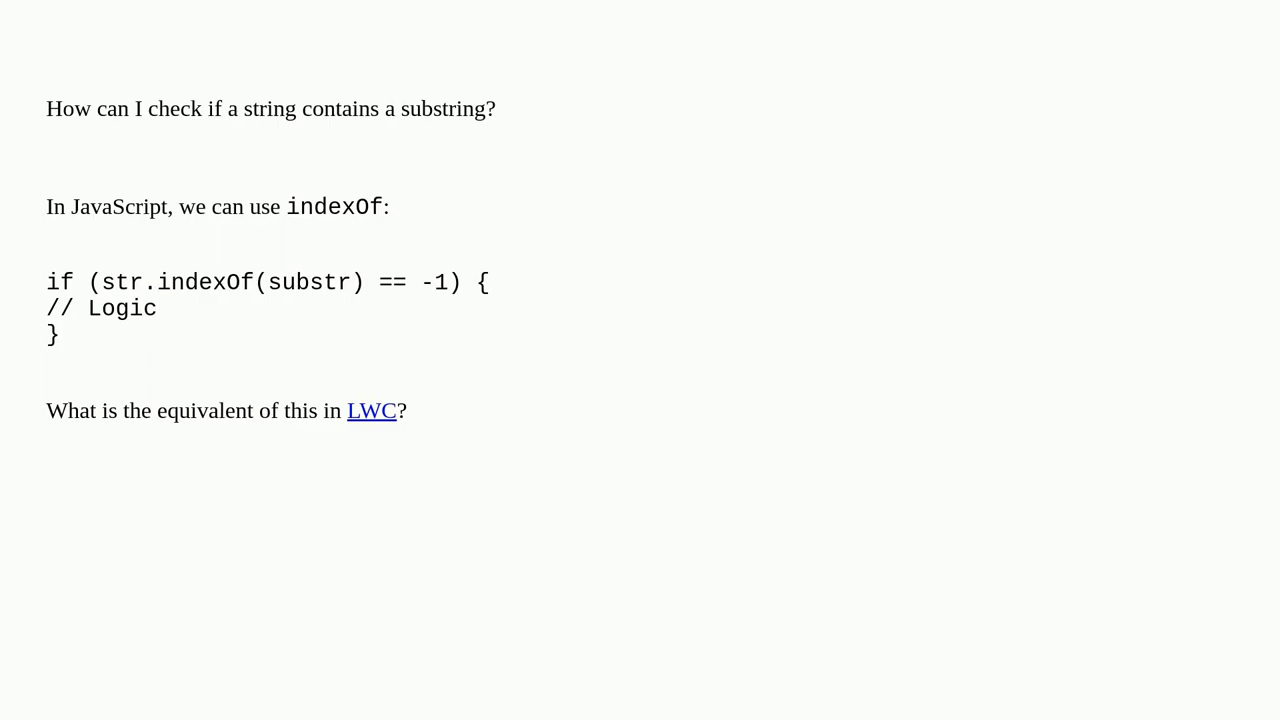 How can I check if a string contains a substring?
In JavaScript, we can use indexOf:
if (str.indexOf(substr) == -1) {
// Logic
}
What is the equivalent of this in LWC?